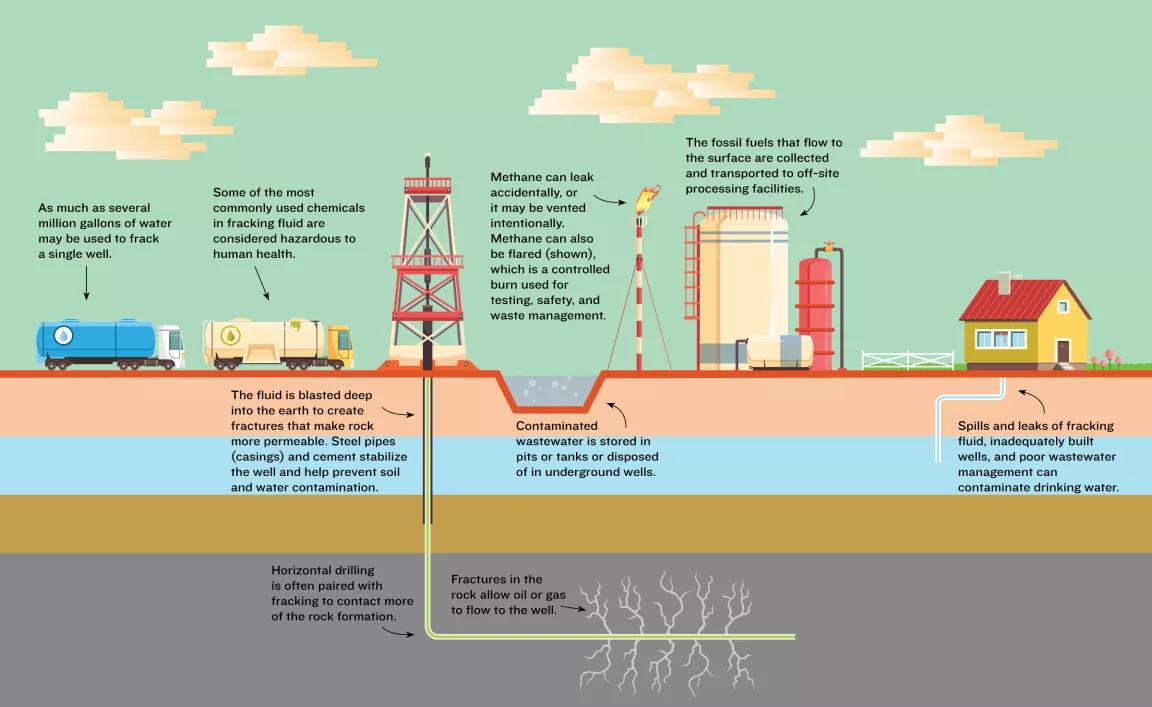 As much as several
million gallons of water
may be used to frack
a single well.
Some of the most
commonly used chemicals
in fracking fluid are
considered hazardous to
human health.
Methane can leak
accidentally, or
it may be vented
intentionally.
Methane can also
be flared (shown),
which is a controlled
burn used for
testing, safety, and
waste management.
The fossil fuels that flow to
the surface are collected
and transported to off-site
processing facilities.
The fluid is blasted deep
into the earth to create
fractures that make rock
more permeable. Steel pipes
(casings) and cement stabilize
the well and help prevent soil
and water contamination.
Contaminated
wastewater is stored in
pits or tanks or disposed
of in underground wells.
Spills and leaks of fracking
fluid, inadequately built
wells, and poor wastewater
management can
contaminate drinking water.
Horizontal drilling
is often paired with
fracking to contact more
of the rock formation.
Fractures in the
rock allow oil or gas
to flow to the well.